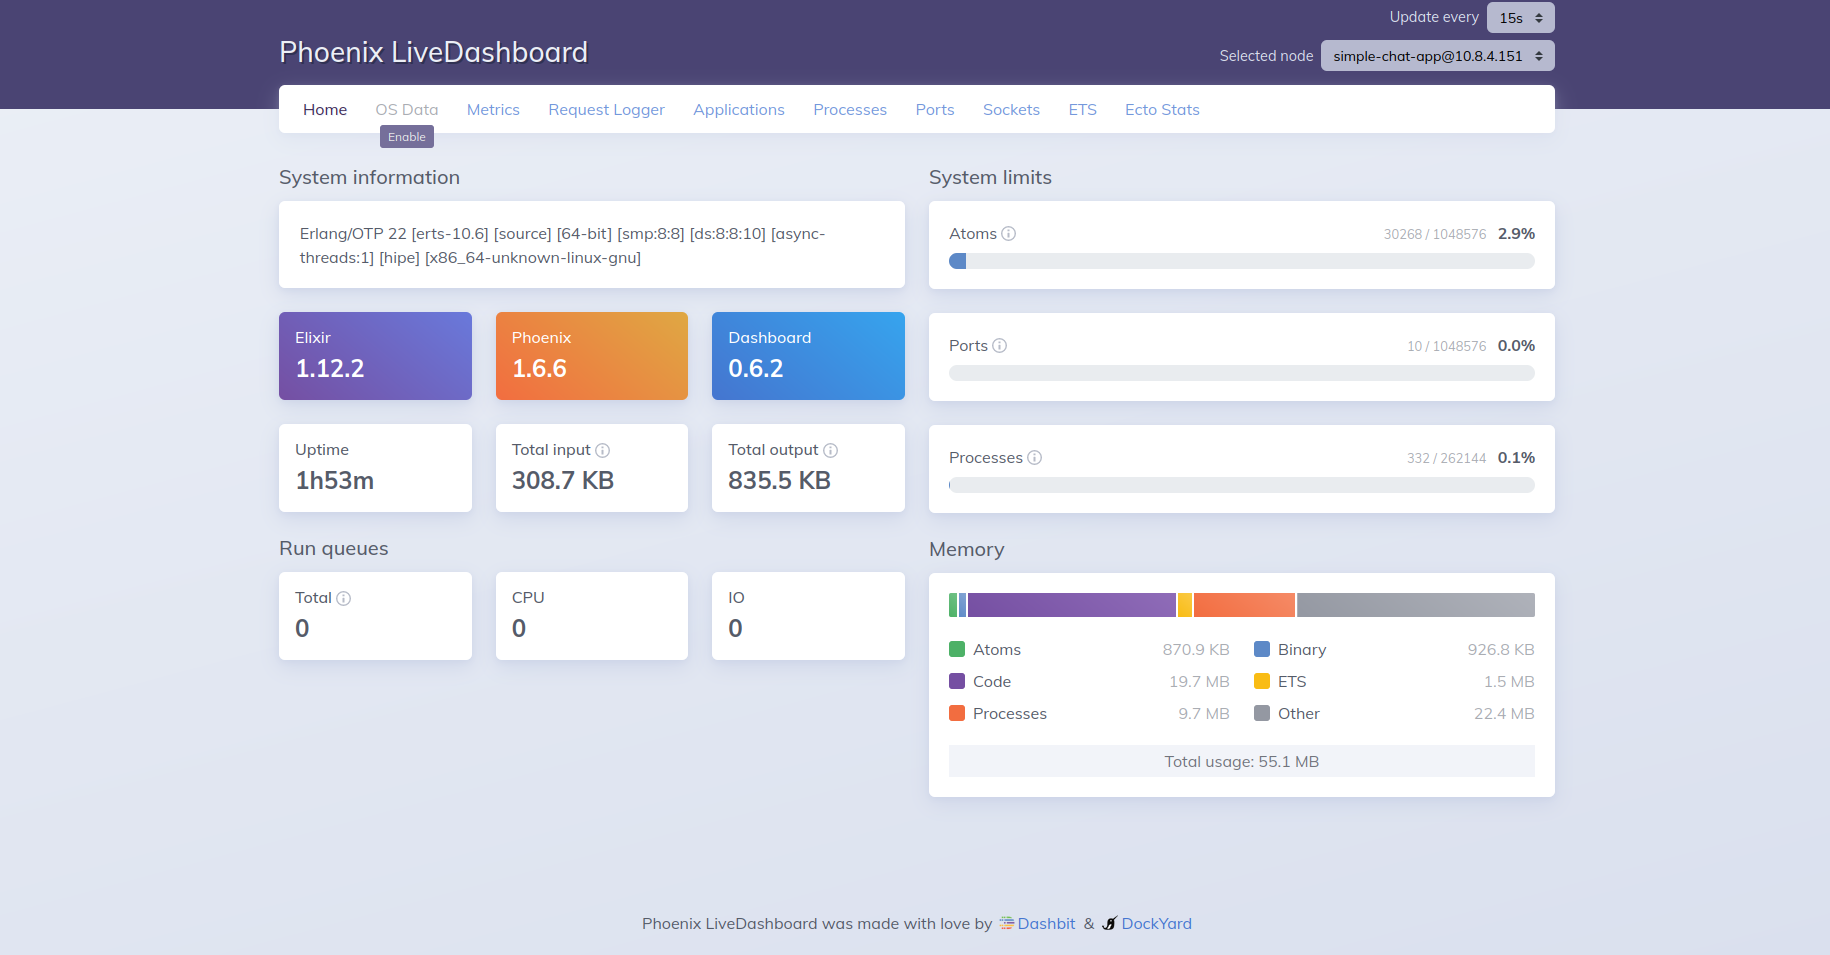 Update every 15s
Phoenix LiveDashboard
Selected node simple-chat-app@10.8.4.151
Home OS Data Metrics Request Logger Applications Processes Ports Sockets ETS Ecto Stats
Enable
System information
Erlang/OTP 22 [erts-10.6] [source] [64-bit] [smp:8:8] [ds:8:8:10] [async-
threads:1] [hipe] [x86_64-unknown-linux-gnu]
Elixir
1.12.2
Phoenix
1.6.6
Dashboard
0.6.2
Uptime
1h53m
Total input
308.7 KB
Total output
835.5 KB
Run queues
Total
0
CPU
0
IO
0
System limits
Atoms 30268 / 1048576 2.9%
Ports 10 / 1048576 0.0%
Processes 332 / 262144 0.1%
Memory
Atoms 870.9 KB Binary 926.8 KB
Code 19.7 MB ETS 1.5 MB
Processes 9.7 MB Other 22.4 MB
Total usage: 55.1 MB
Phoenix LiveDashboard was made with love by Dashbit & DockYard